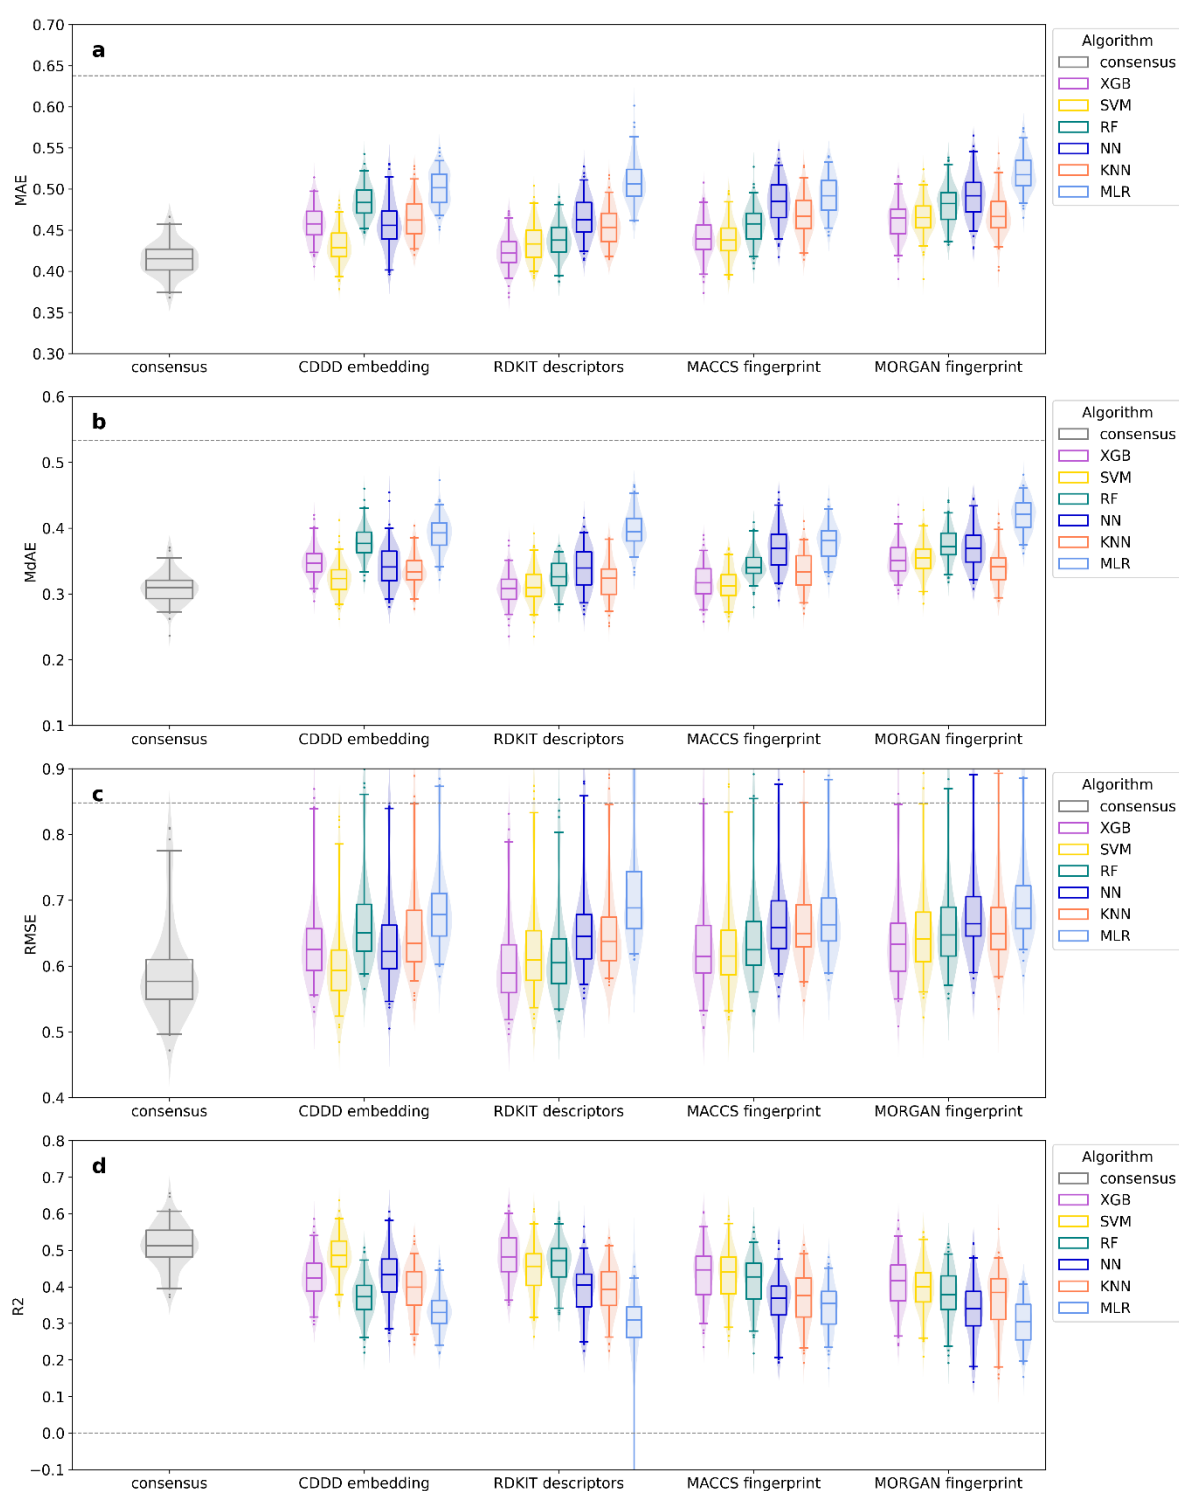 a
0.70
0.65
0.60
0.55
0.50
0.45
0.40
0.35
0.30
MAE
consensus
CDDD embedding
RDKIT descriptors
MACCS fingerprint
MORGAN fingerprint
Algorithm
consensus
XGB
SVM
RF
NN
KNN
MLR
b
0.6
0.5
0.4
0.3
0.2
0.1
MdAE
consensus
CDDD embedding
RDKIT descriptors
MACCS fingerprint
MORGAN fingerprint
Algorithm
consensus
XGB
SVM
RF
NN
KNN
MLR
c
0.9
0.8
0.7
0.6
0.5
0.4
RMSE
consensus
CDDD embedding
RDKIT descriptors
MACCS fingerprint
MORGAN fingerprint
Algorithm
consensus
XGB
SVM
RF
NN
KNN
MLR
d
0.8
0.7
0.6
0.5
0.4
0.3
0.2
0.1
0.0
−0.1
R2
consensus
CDDD embedding
RDKIT descriptors
MACCS fingerprint
MORGAN fingerprint
Algorithm
consensus
XGB
SVM
RF
NN
KNN
MLR